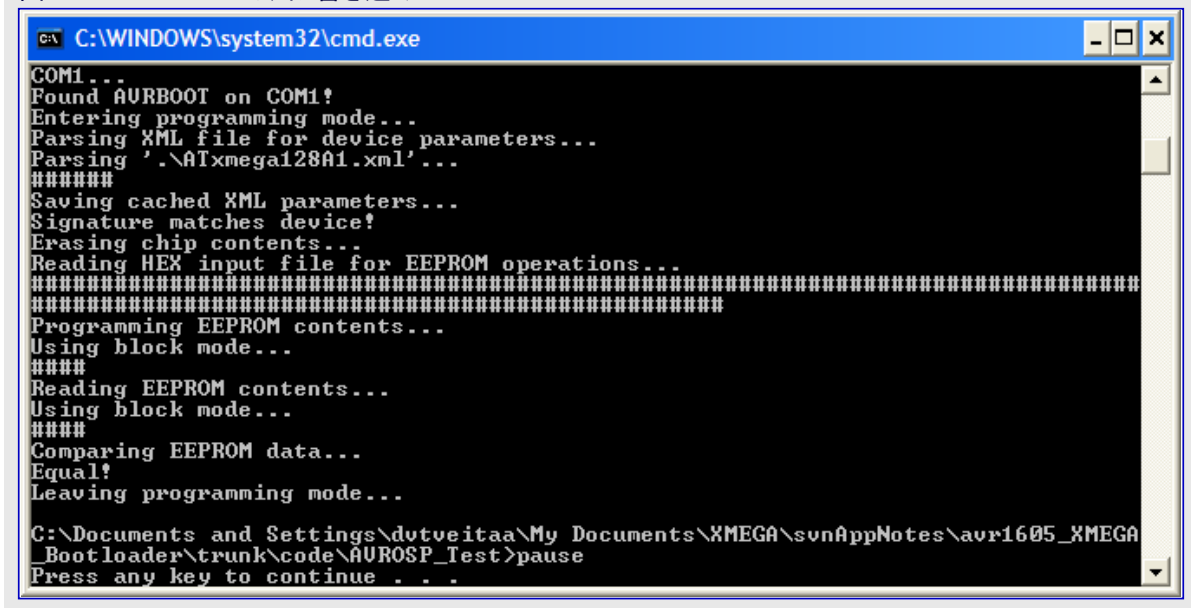 C:\WINDOWS\system32\cmd.exe
COM1...
Found AVRBOOT on COM1!
Entering programming mode...
Parsing XML file for device parameters...
Parsing '.\ATxmega128A1.xml'...
######
Saving cached XML parameters...
Signature matches device!
Erasing chip contents...
Reading HEX input file for EEPROM operations...
################################################################################
##################################################
Programming EEPROM contents...
Using block mode...
####
Reading EEPROM contents...
Using block mode...
####
Comparing EEPROM data...
Equal!
Leaving programming mode...
C:\Documents and Settings\dvtveitaa\My Documents\XMEGA\svnAppNotes\avr1605_XMEGA
_Bootloader\trunk\code\AVROSP_Test>pause
Press any key to continue . . .